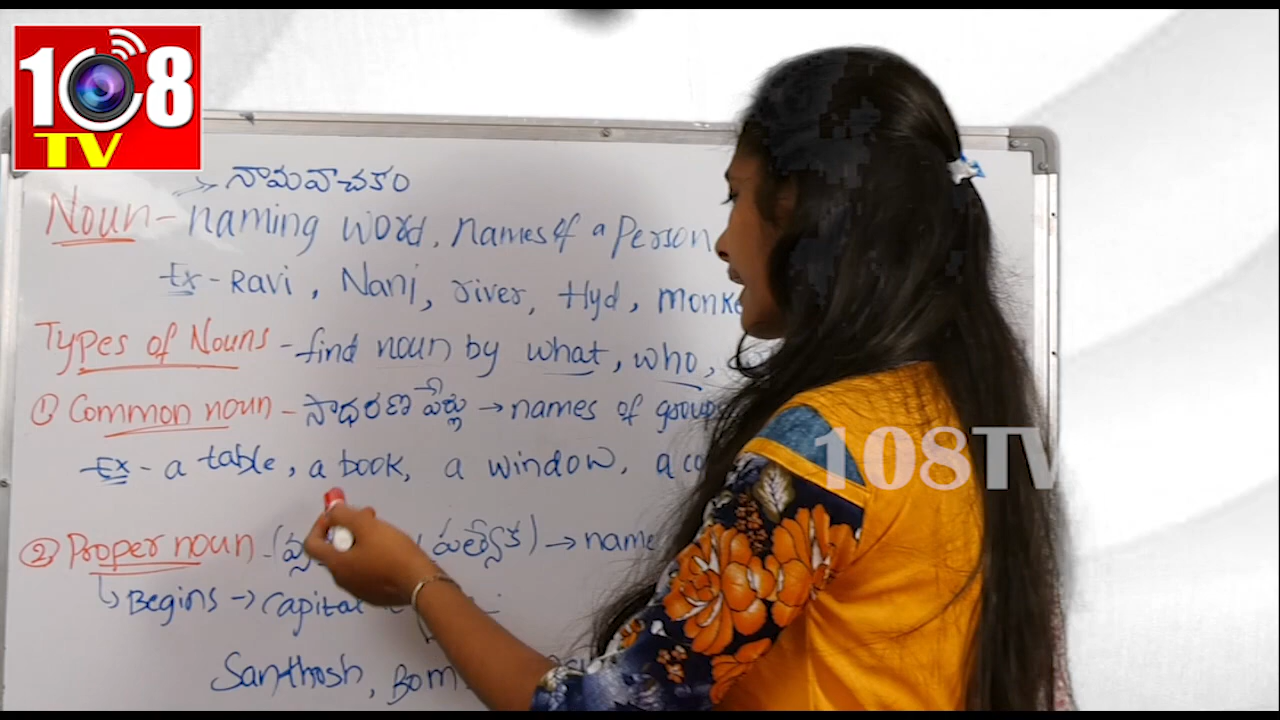 108
TV
నామవాచకం
Noun - naming word, names of a person
Ex - Ravi, Nani, river, Hyd, monke
Types of Nouns - find noun by what, who,
① Common noun - సాధరణ పేర్లు → names of groups
Ex - a table, a book, a window, a co
108TV
② Proper noun - ( ) → name
↳ Begins → capital
Santhosh, Bom